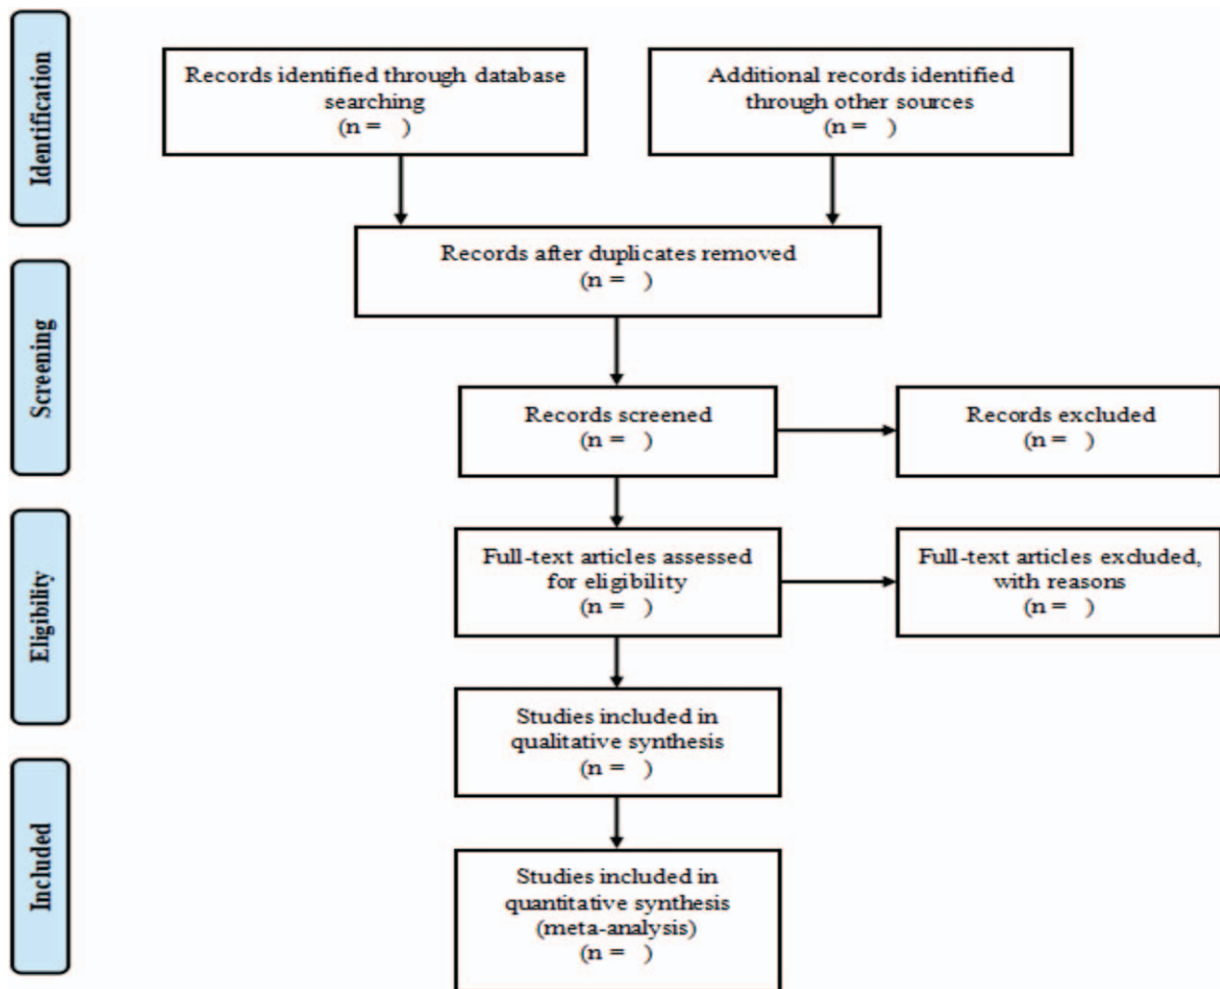 Identification
Records identified through database
searching
(n = )
Additional records identified
through other sources
(n = )
Records after duplicates removed
(n = )
Screening
Records screened
(n = )
Records excluded
(n = )
Eligibility
Full-text articles assessed
for eligibility
(n = )
Full-text articles excluded,
with reasons
(n = )
Studies included in
qualitative synthesis
(n = )
Included
Studies included in
quantitative synthesis
(meta-analysis)
(n = )